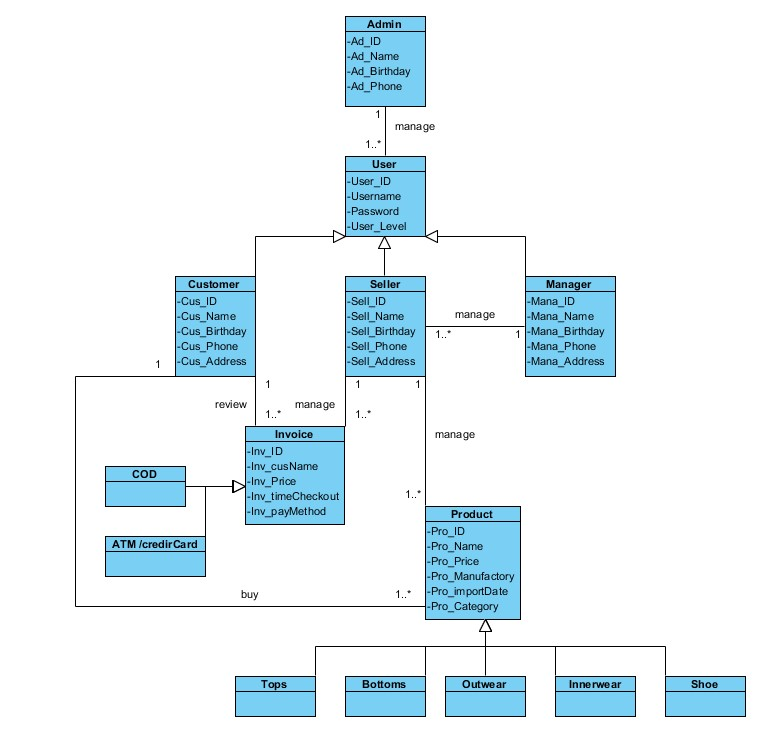 Admin
-Ad_ID
-Ad_Name
-Ad_Birthday
-Ad_Phone
1
manage
1..*
User
-User_ID
-Username
-Password
-User_Level
Customer
-Cus_ID
-Cus_Name
-Cus_Birthday
-Cus_Phone
-Cus_Address
Seller
-Sell_ID
-Sell_Name
-Sell_Birthday
-Sell_Phone
-Sell_Address
manage
1..*
1
Manager
-Mana_ID
-Mana_Name
-Mana_Birthday
-Mana_Phone
-Mana_Address
1
1
review
1..*
1
manage
1..*
1
manage
1..*
Invoice
-Inv_ID
-Inv_cusName
-Inv_Price
-Inv_timeCheckout
-Inv_payMethod
COD
ATM /credirCard
Product
-Pro_ID
-Pro_Name
-Pro_Price
-Pro_Manufactory
-Pro_importDate
-Pro_Category
buy
1..*
Tops
Bottoms
Outwear
Innerwear
Shoe